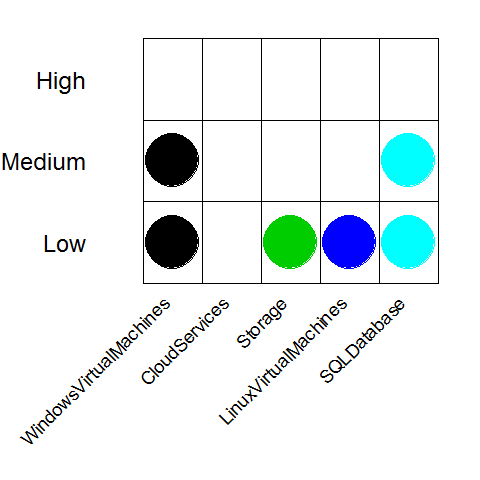 High
Medium
Low
WindowsVirtualMachines
CloudServices
Storage
LinuxVirtualMachines
SQLDatabase